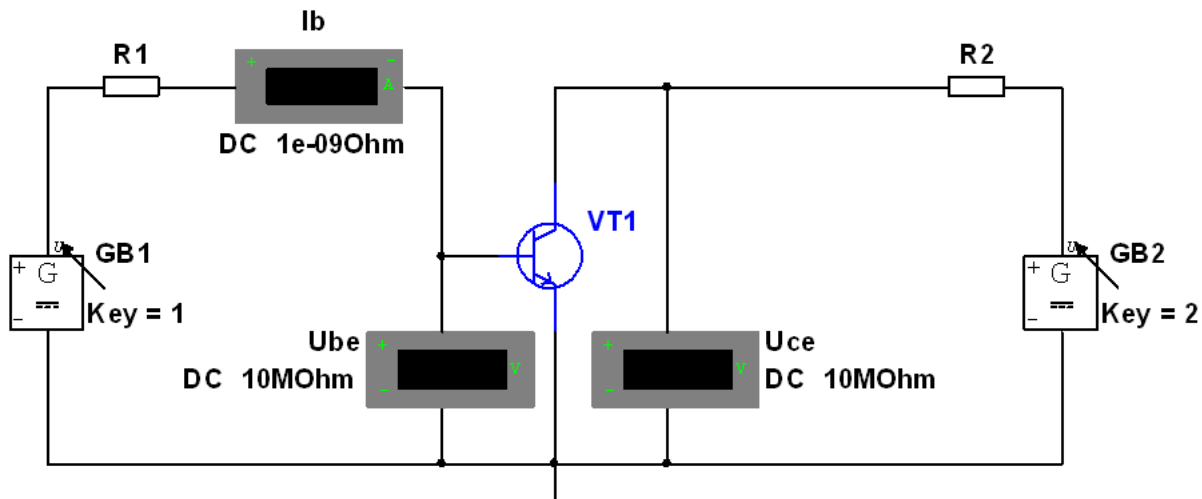 Ib
R1
R2
+ -
A
DC 1e-09Ohm
VT1
u
GB1
+ G
-
Key = 1
u
GB2
+ G
-
Key = 2
Ube
+
V
-
DC 10MOhm
Uce
+
V
-
DC 10MOhm